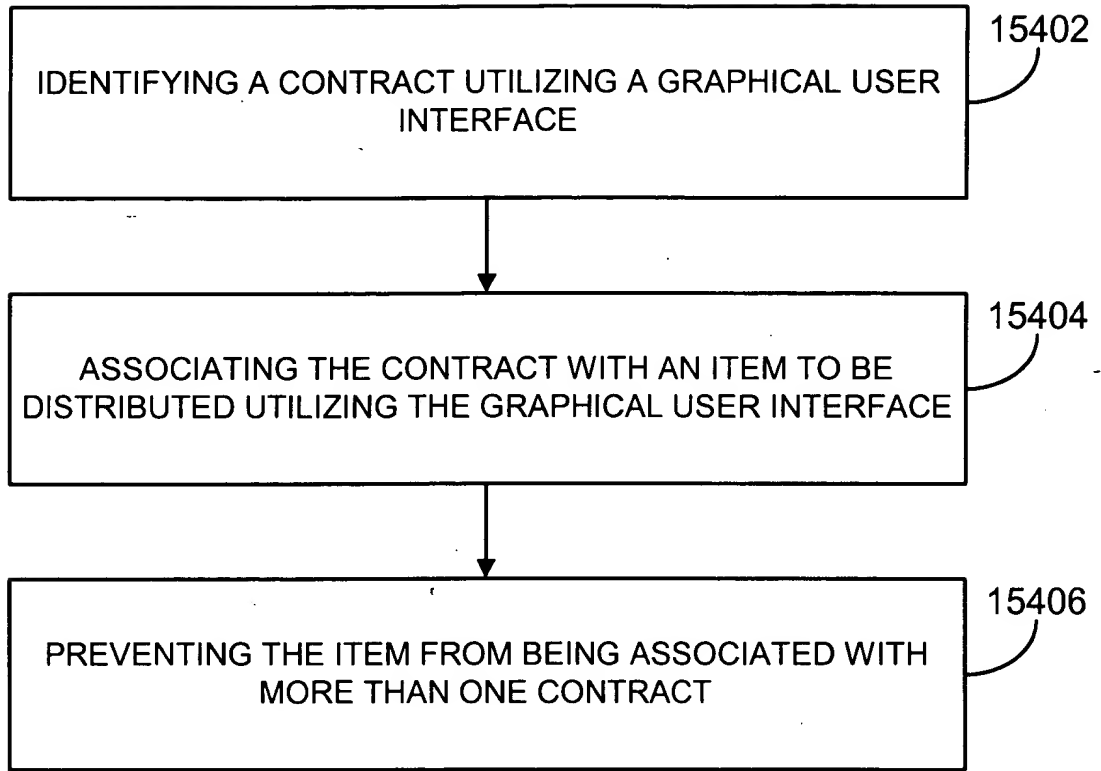 15402
IDENTIFYING A CONTRACT UTILIZING A GRAPHICAL USER
INTERFACE
15404
ASSOCIATING THE CONTRACT WITH AN ITEM TO BE
DISTRIBUTED UTILIZING THE GRAPHICAL USER INTERFACE
15406
PREVENTING THE ITEM FROM BEING ASSOCIATED WITH
MORE THAN ONE CONTRACT